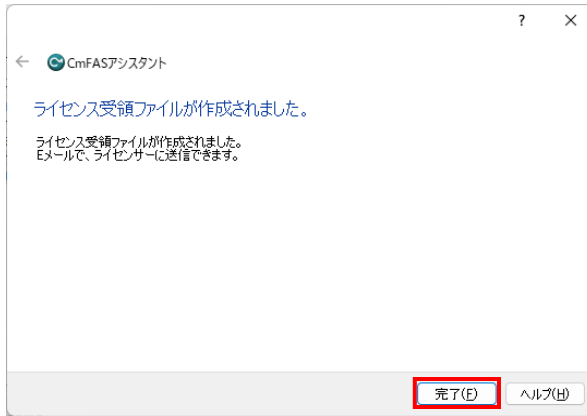 CmFASアシスタント
ライセンス受領ファイルが作成されました。
ライセンス受領ファイルが作成されました。
Eメールで、ライセンサーに送信できます。
完了(F)
ヘルプ(H)